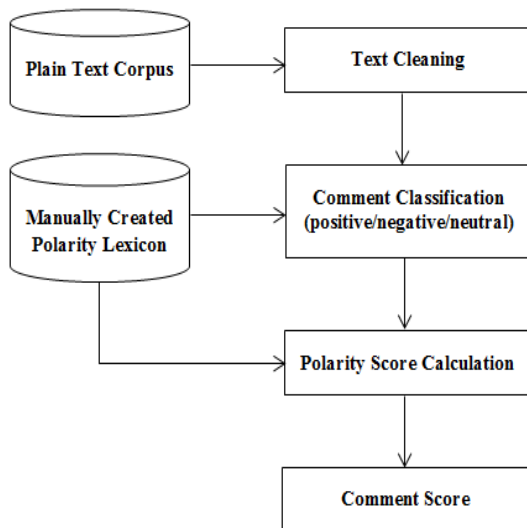 Plain Text Corpus
Text Cleaning
Manually Created
Polarity Lexicon
Comment Classification
(positive/negative/neutral)
Polarity Score Calculation
Comment Score